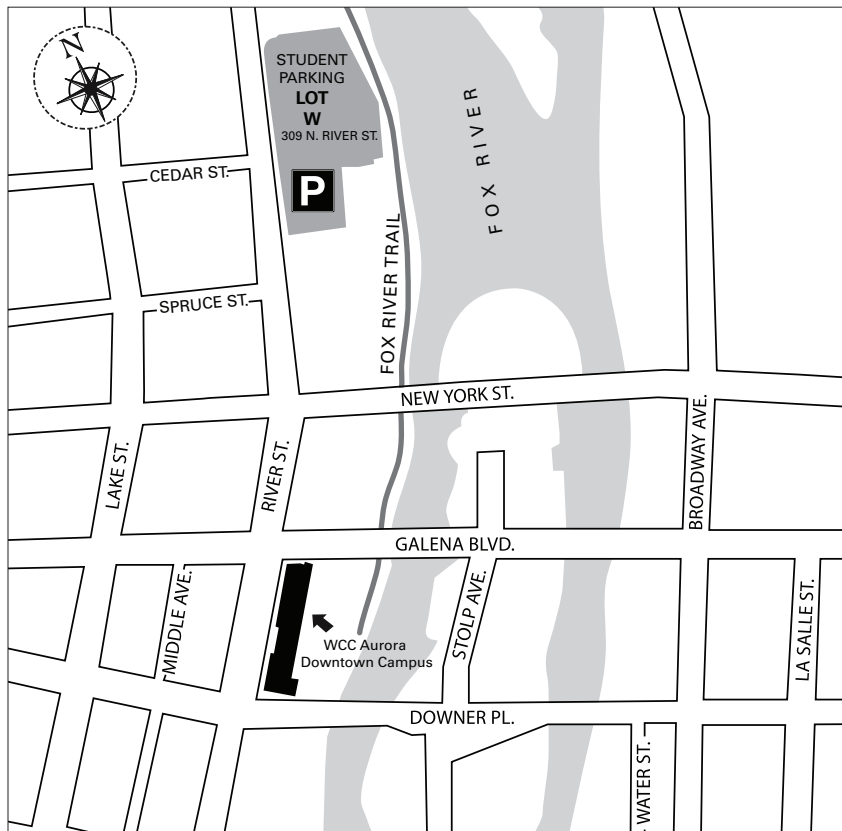 N
STUDENT
PARKING
LOT
W
309 N. RIVER ST.
P
CEDAR ST.
FOX RIVER
FOX RIVER TRAIL
SPRUCE ST.
NEW YORK ST.
LAKE ST.
RIVER ST.
BROADWAY AVE.
GALENA BLVD.
MIDDLE AVE.
STOLP AVE.
LA SALLE ST.
WCC Aurora
Downtown Campus
DOWNER PL.
WATER ST.